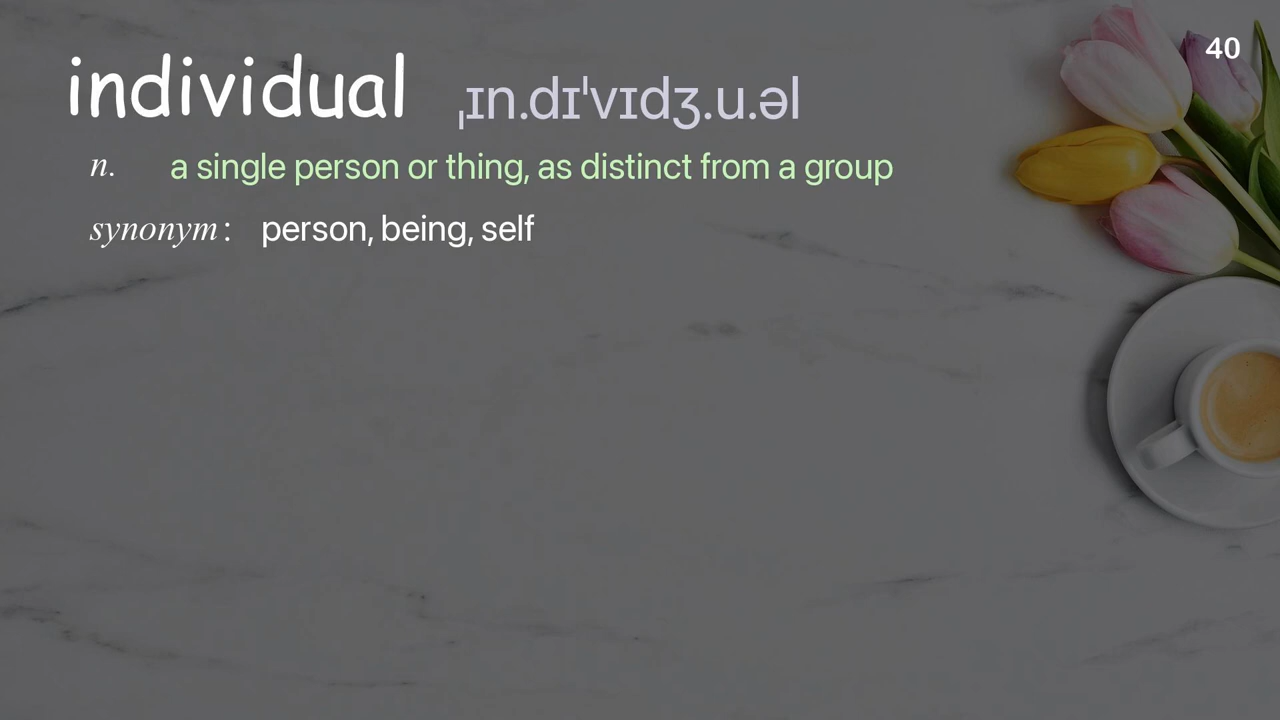 40
individual ˌɪn.dɪˈvɪdʒ.u.əl
n. a single person or thing, as distinct from a group
synonym : person, being, self